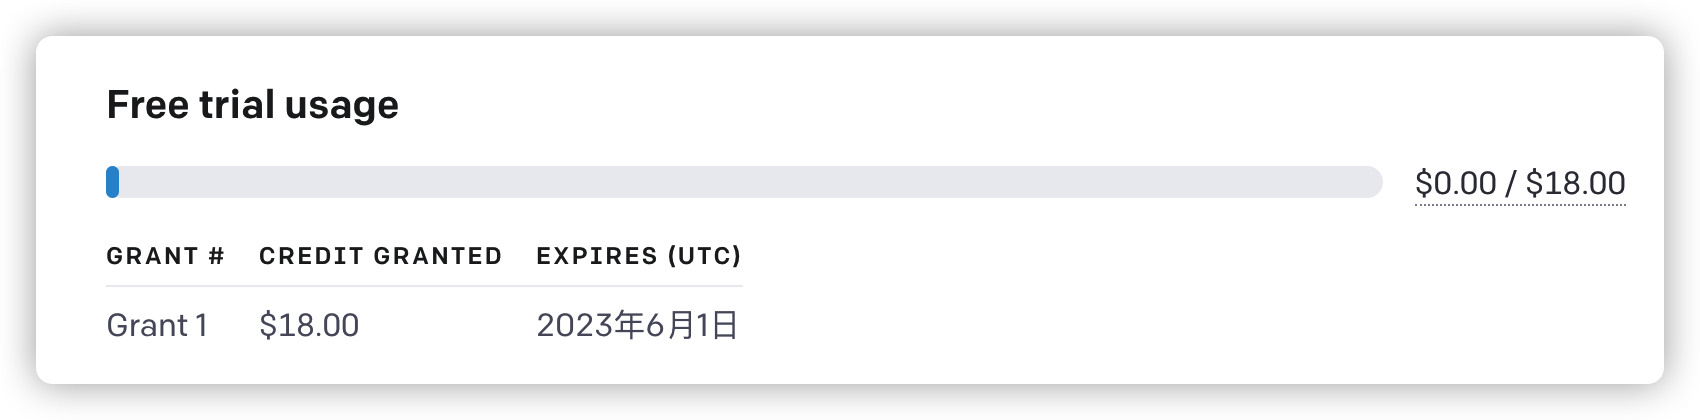 Free trial usage
$0.00 / $18.00
GRANT # CREDIT GRANTED EXPIRES (UTC)
Grant 1 $18.00 2023年6月1日